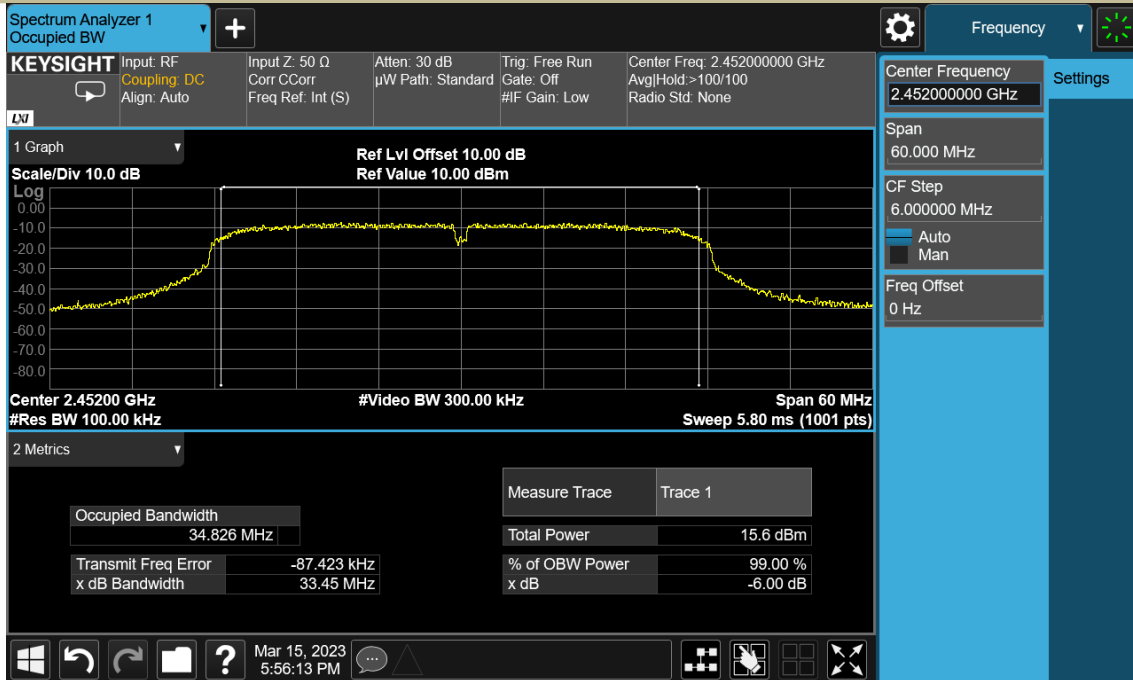 Spectrum Analyzer 1
Occupied BW
Frequency
KEYSIGHT
LXI
Input: RF
Coupling: DC
Align: Auto
Input Z: 50 Ω
Corr CCorr
Freq Ref: Int (S)
Atten: 30 dB
µW Path: Standard
Trig: Free Run
Gate: Off
#IF Gain: Low
Center Freq: 2.452000000 GHz
Avg|Hold:>100/100
Radio Std: None
Center Frequency
2.452000000 GHz
Settings
Span
60.000 MHz
CF Step
6.000000 MHz
Auto
Man
Freq Offset
0 Hz
1 Graph
Scale/Div 10.0 dB
Ref Lvl Offset 10.00 dB
Ref Value 10.00 dBm
Log
0.00
-10.0
-20.0
-30.0
-40.0
-50.0
-60.0
-70.0
-80.0
Center 2.45200 GHz
#Video BW 300.00 kHz
Span 60 MHz
#Res BW 100.00 kHz
Sweep 5.80 ms (1001 pts)
2 Metrics
Measure Trace Trace 1
Occupied Bandwidth
34.826 MHz
Total Power 15.6 dBm
Transmit Freq Error -87.423 kHz
% of OBW Power 99.00 %
x dB Bandwidth 33.45 MHz
x dB -6.00 dB
?
Mar 15, 2023
5:56:13 PM